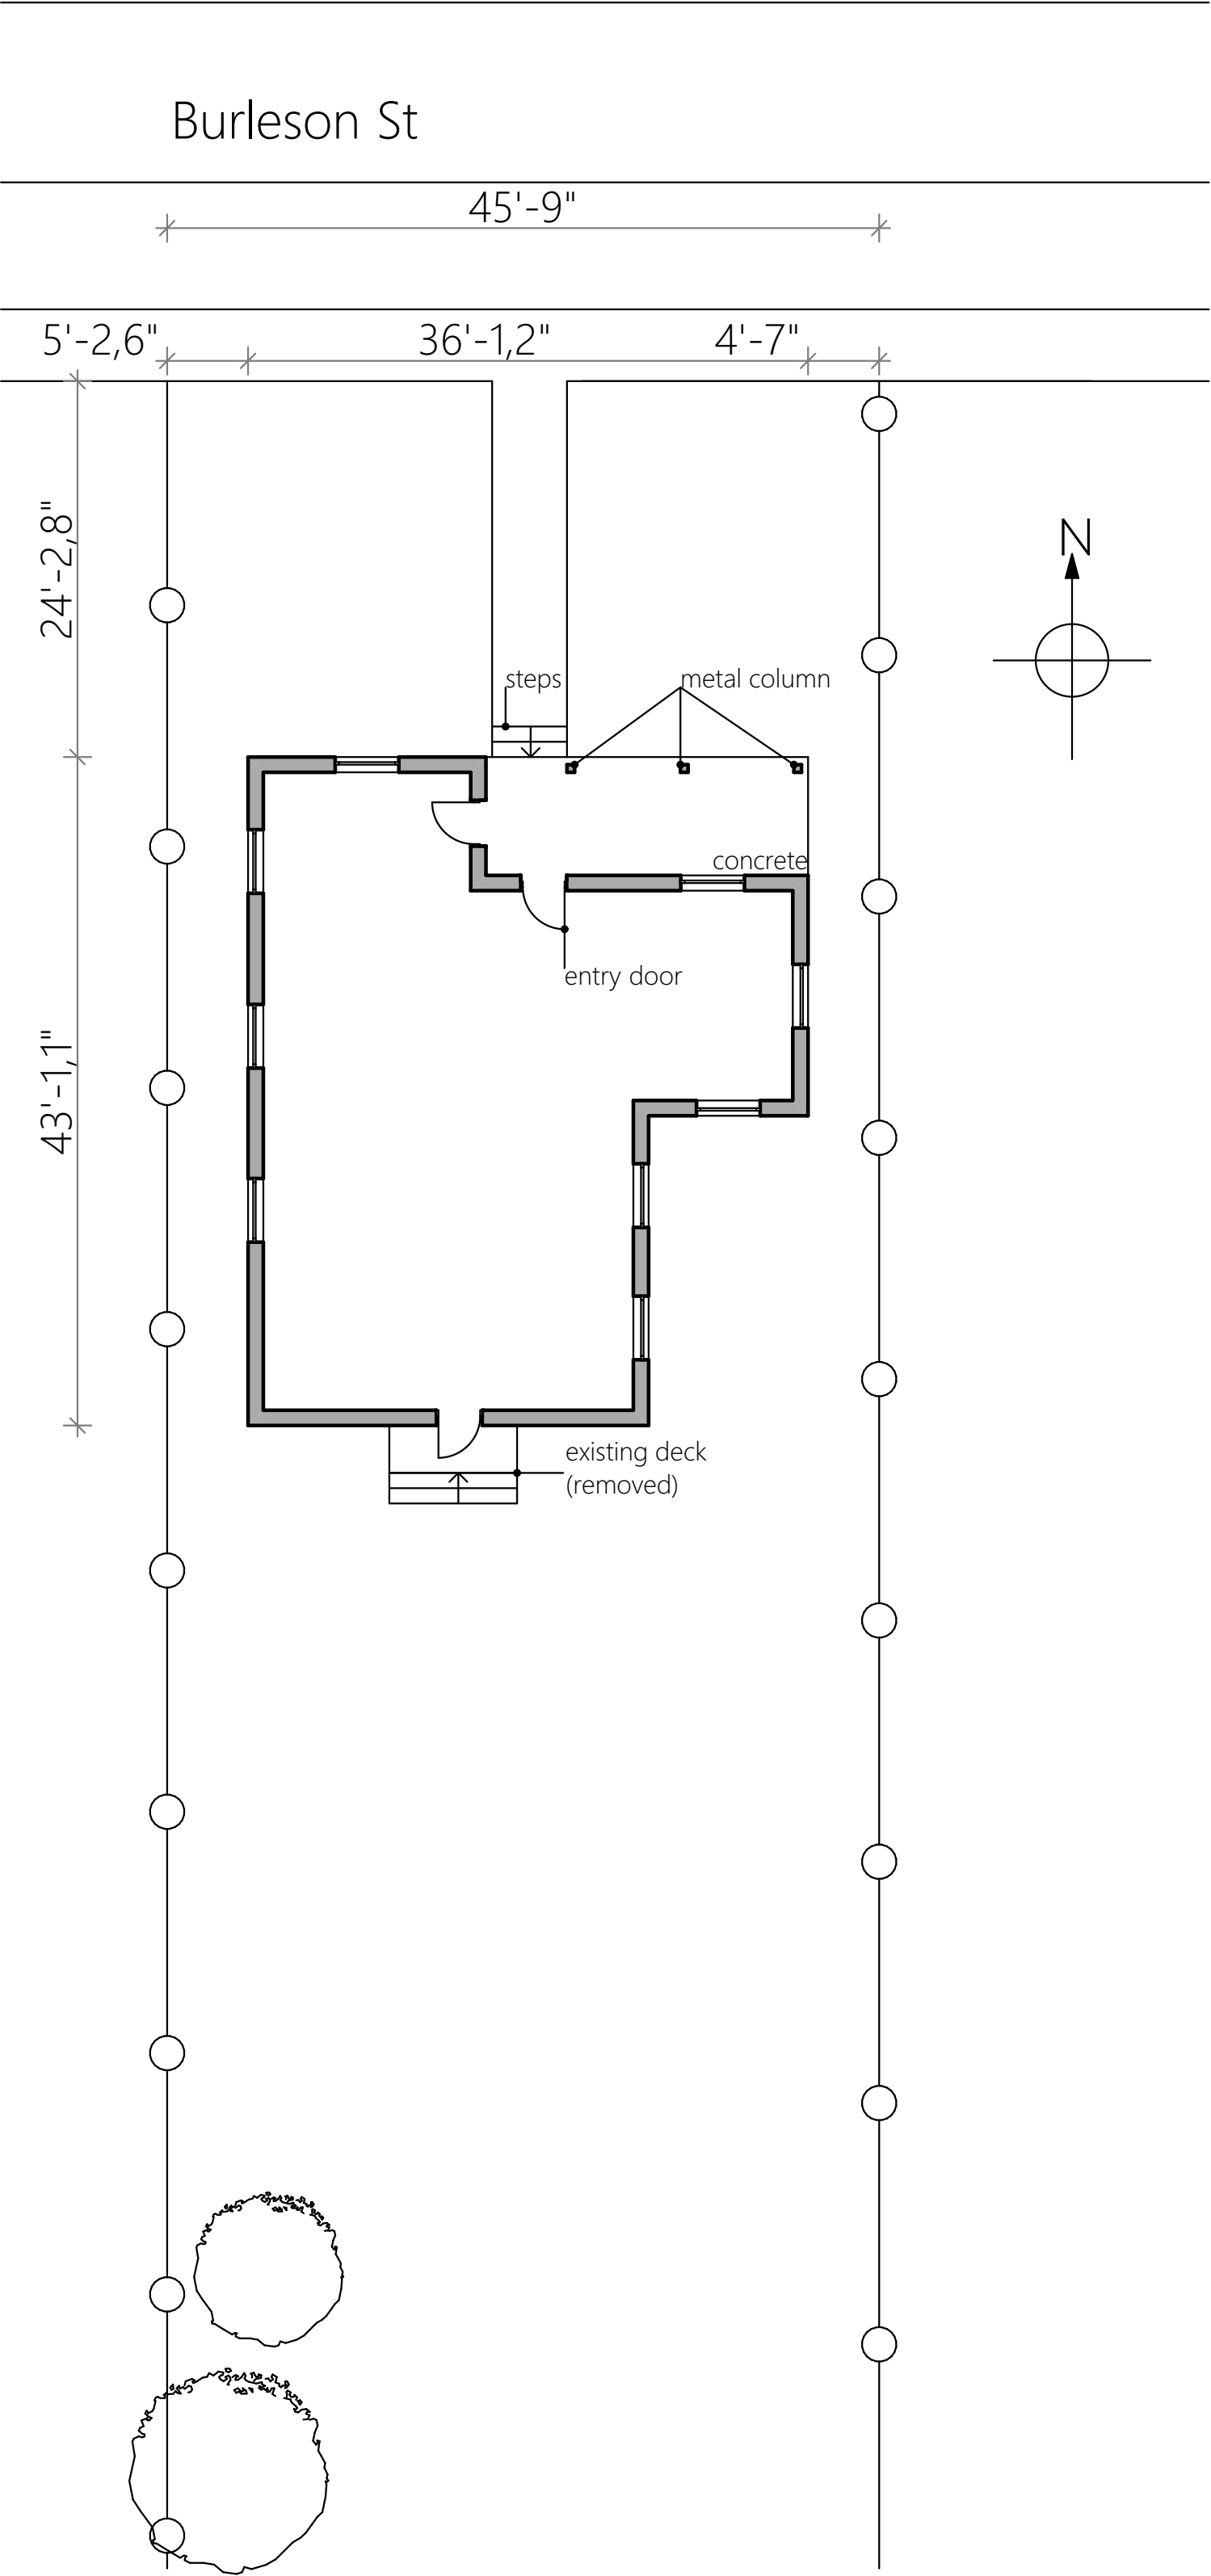 Burleson St
45'-9"
5'-2,6"
36'-1,2"
4'-7"
24'-2,8"
N
steps
metal column
concrete
entry door
43'-1,1"
existing deck
(removed)